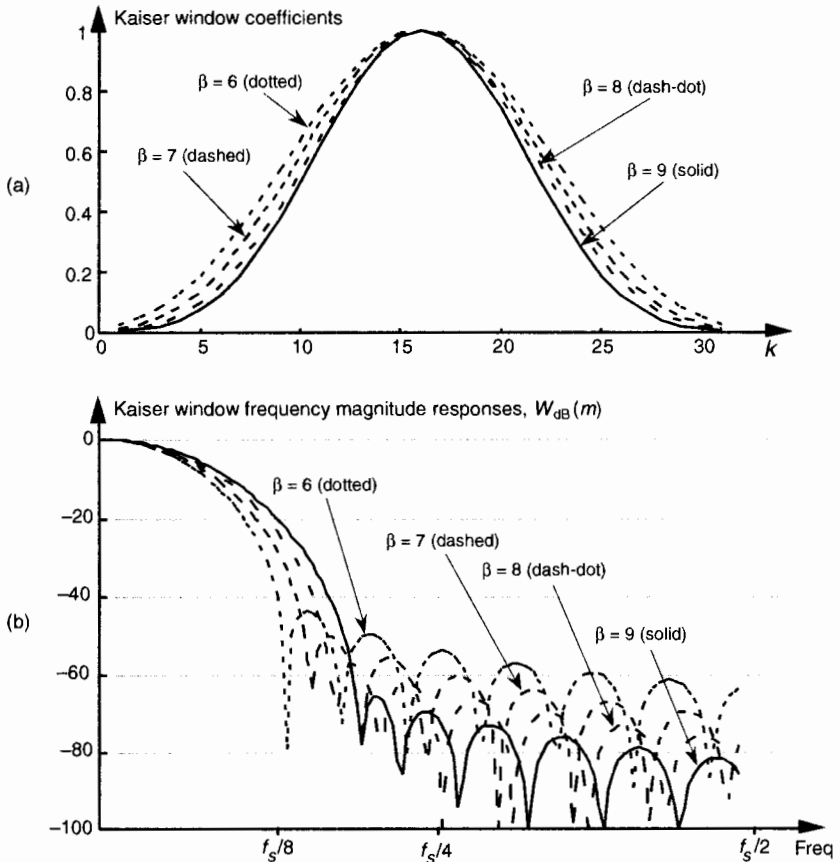 Kaiser window coefficients
1
β = 6 (dotted)
β = 8 (dash-dot)
0.8
β = 7 (dashed)
0.6
β = 9 (solid)
(a)
0.4
0.2
0
0 5 10 15 20 25 30 k
Kaiser window frequency magnitude responses, W_dB(m)
0
β = 6 (dotted)
−20
β = 7 (dashed)
β = 8 (dash-dot)
−40
(b)
β = 9 (solid)
−60
−80
−100
f_s/8 f_s/4 f_s/2 Freq